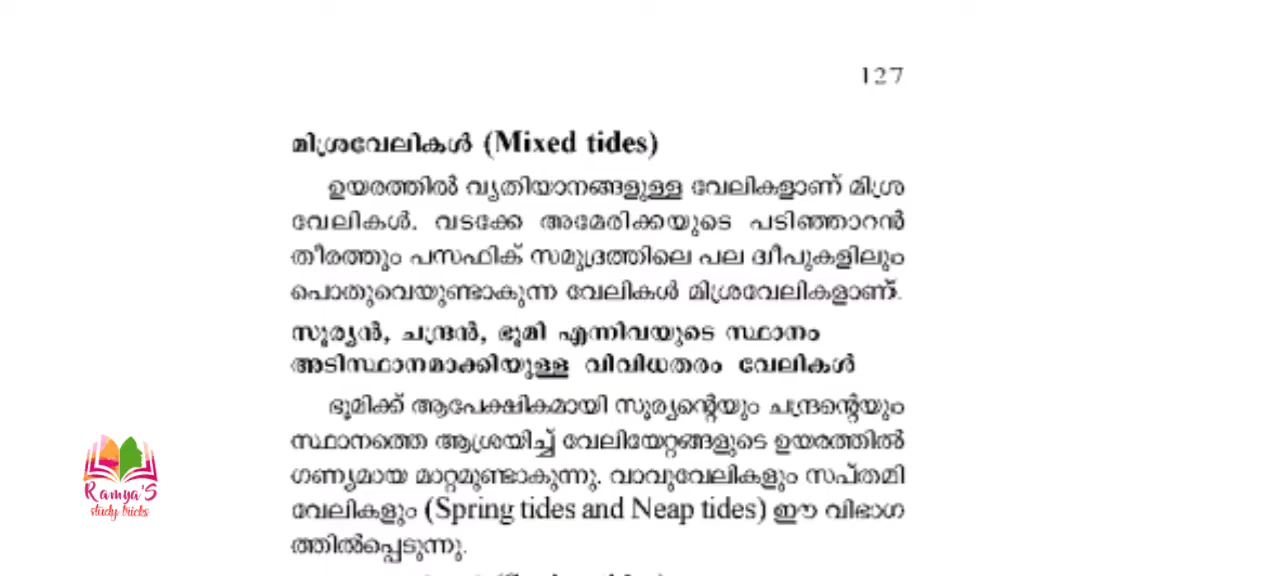 127
മിശ്രവേലികൾ (Mixed tides)
ഉയരത്തിൽ വ്യതിയാനങ്ങളുള്ള വേലികളാണ് മിശ്ര
വേലികൾ. വടക്കേ അമേരിക്കയുടെ പടിഞ്ഞാറൻ
തീരത്തും പസഫിക് സമുദ്രത്തിലെ പല ദ്വീപുകളിലും
പൊതുവെയുണ്ടാകുന്ന വേലികൾ മിശ്രവേലികളാണ്.
സൂര്യൻ, ചന്ദ്രൻ, ഭൂമി എന്നിവയുടെ സ്ഥാനം
അടിസ്ഥാനമാക്കിയുള്ള വിവിധതരം വേലികൾ
ഭൂമിക്ക് ആപേക്ഷികമായി സൂര്യന്റെയും ചന്ദ്രന്റെയും
സ്ഥാനത്തെ ആശ്രയിച്ച് വേലിയേറ്റങ്ങളുടെ ഉയരത്തിൽ
ഗണ്യമായ മാറ്റമുണ്ടാകുന്നു. വാവുവേലികളും സപ്തമി
വേലികളും (Spring tides and Neap tides) ഈ വിഭാഗ
ത്തിൽപ്പെടുന്നു.
Ramya'S
study tricks